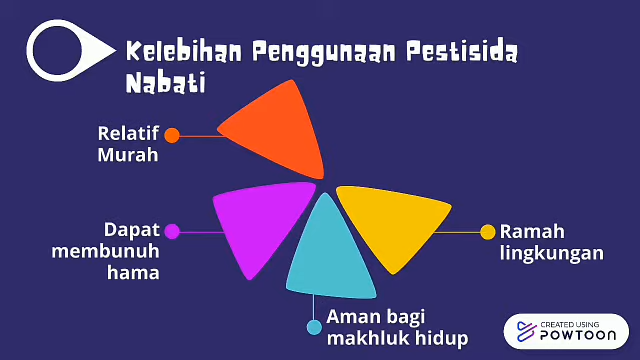 Kelebihan Penggunaan Pestisida
Nabati
Relatif
Murah
Dapat
membunuh
hama
Ramah
lingkungan
Aman bagi
makhluk hidup
CREATED USING
POWTOON